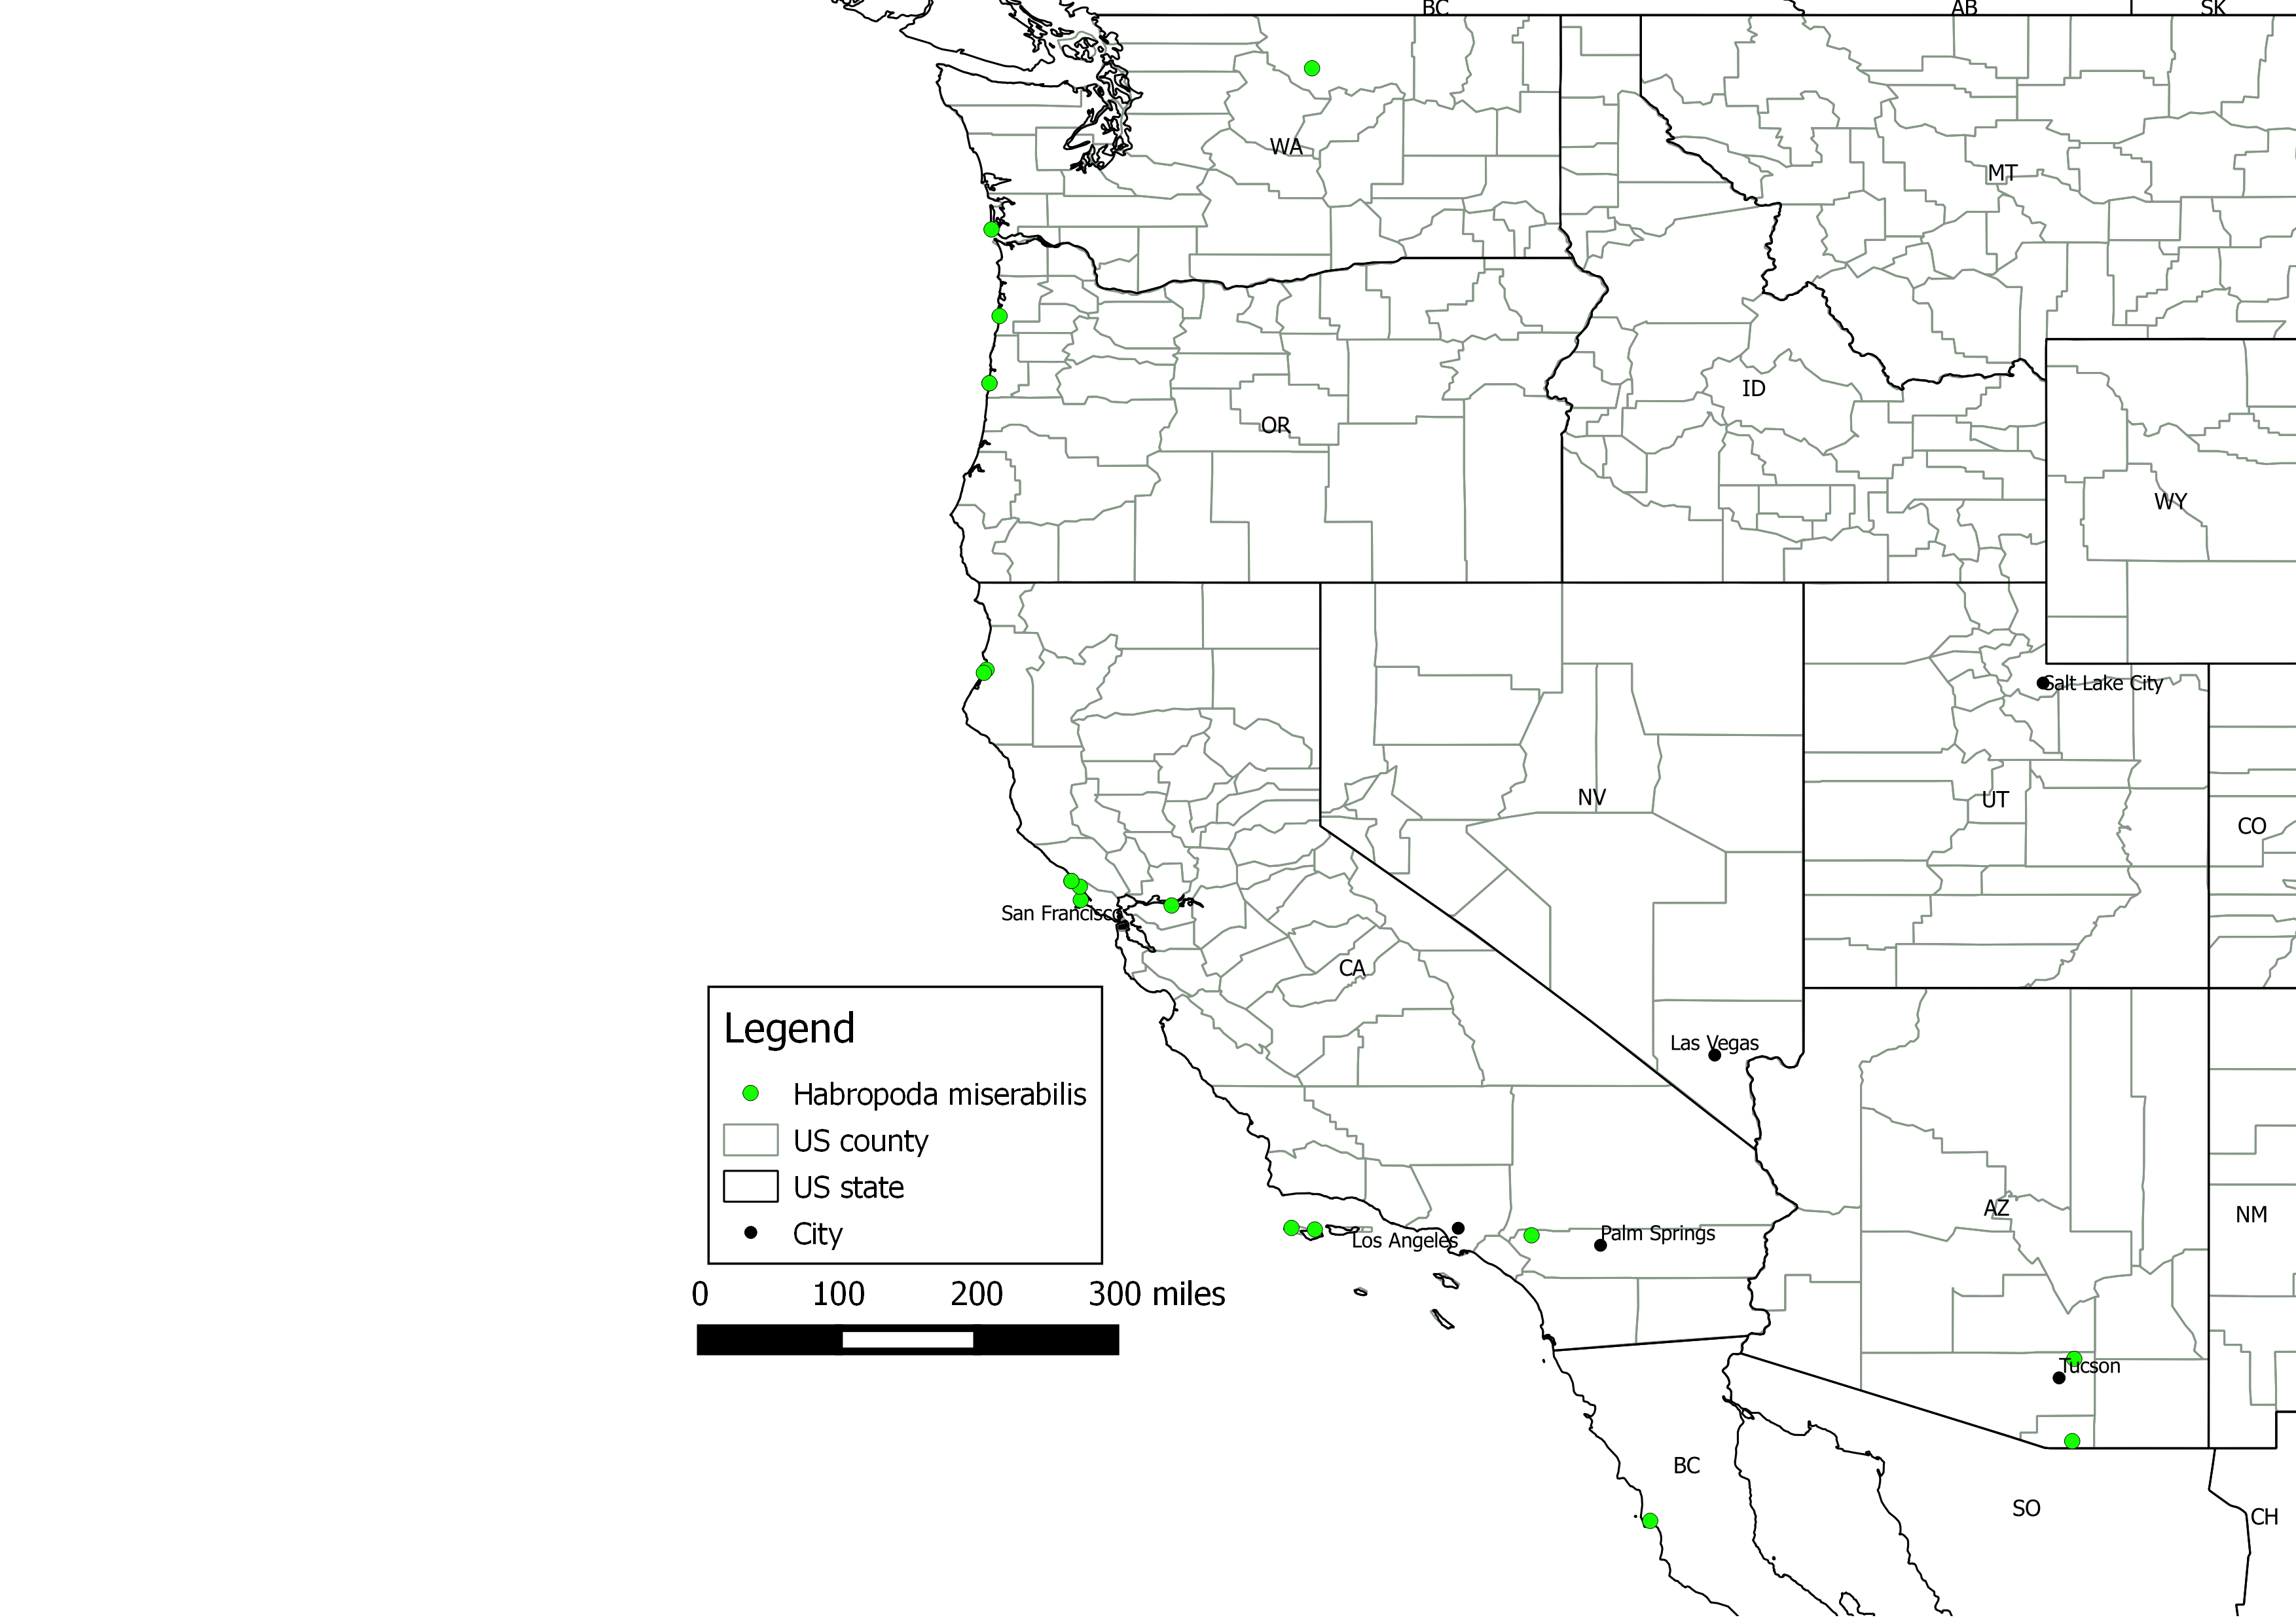 BC
AB
SK
WA
MT
ID
OR
WY
Salt Lake City
NV
UT
CO
San Francisco
CA
Las Vegas
Legend
Habropoda miserabilis
US county
US state
City
AZ
NM
Palm Springs
Los Angeles
0 100 200 300 miles
Tucson
BC
SO
CH